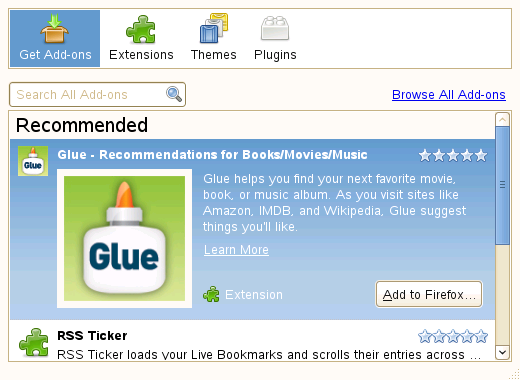 Get Add-ons Extensions Themes Plugins
Search All Add-ons Browse All Add-ons
Recommended
Glue
Glue - Recommendations for Books/Movies/Music
Glue
Glue helps you find your next favorite movie,
book, or music album. As you visit sites like
Amazon, IMDB, and Wikipedia, Glue suggest
things you'll like.
Learn More
Extension Add to Firefox...
RSS Ticker
RSS Ticker loads your Live Bookmarks and scrolls their entries across ...